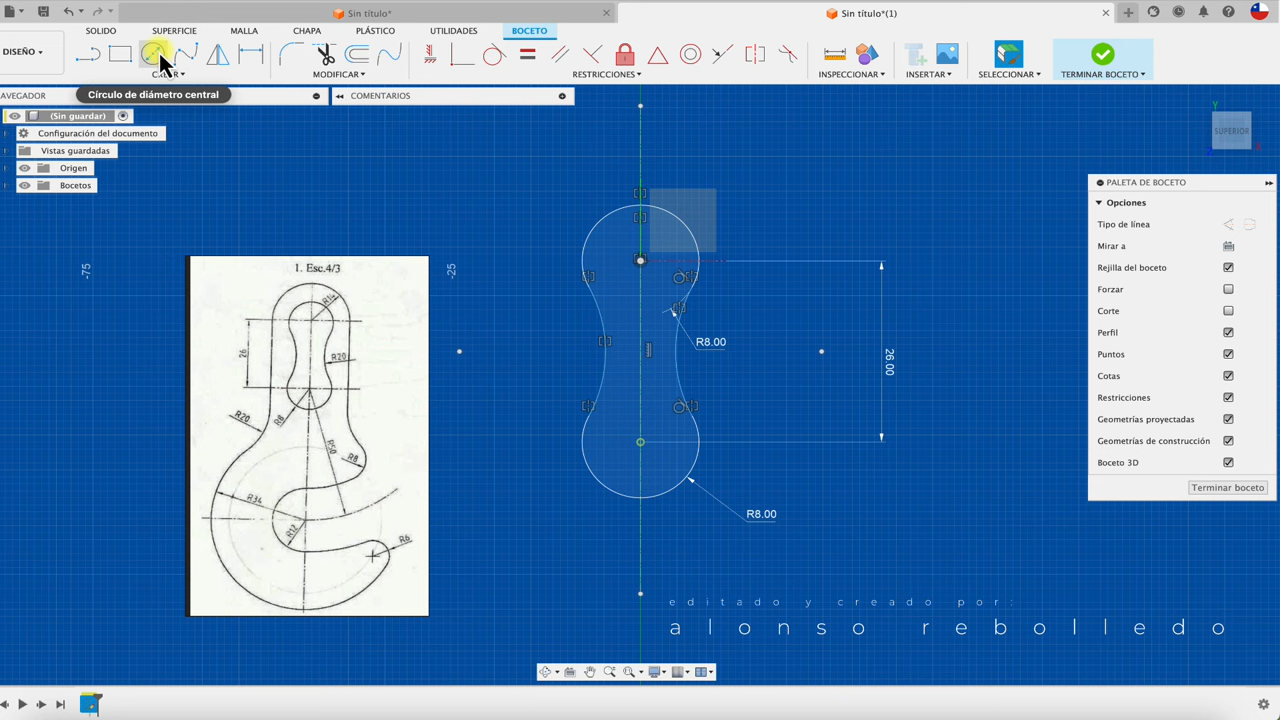 Sin título*
Sin título*(1)
SOLIDO SUPERFICIE MALLA CHAPA PLÁSTICO UTILIDADES BOCETO
DISEÑO
CREAR
MODIFICAR
RESTRICCIONES
INSPECCIONAR
INSERTAR
SELECCIONAR
TERMINAR BOCETO
AVEGADOR
Círculo de diámetro central
COMENTARIOS
(Sin guardar)
Configuración del documento
Vistas guardadas
Origen
Bocetos
SUPERIOR
Y
X
Z
PALETA DE BOCETO
Opciones
Tipo de línea
Mirar a
Rejilla del boceto
Forzar
Corte
Perfil
Puntos
Cotas
Restricciones
Geometrías proyectadas
Geometrías de construcción
Boceto 3D
Terminar boceto
-75
-25
1. Esc.4/3
26
R20
R20
R8
R50
R8
R34
R12
R6
R8.00
26.00
R8.00
editado y creado por:
alonso rebolledo